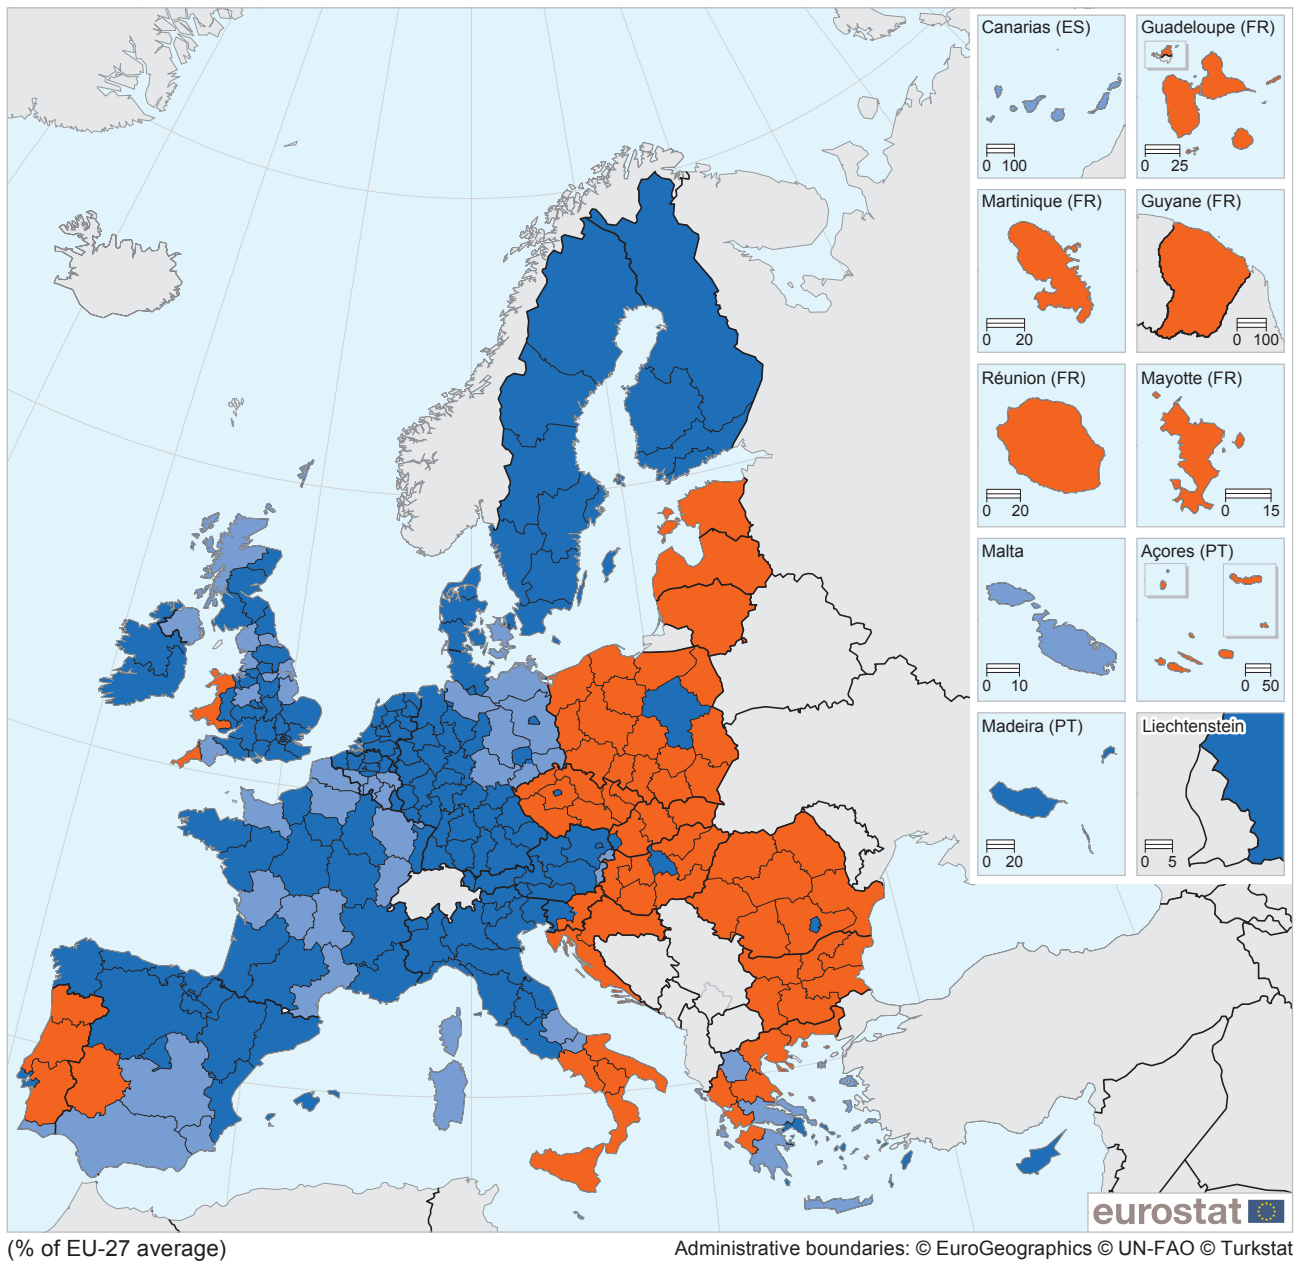 Canarias (ES)
0 100
Guadeloupe (FR)
0 25
Martinique (FR)
0 20
Guyane (FR)
0 100
Réunion (FR)
0 20
Mayotte (FR)
0 15
Malta
0 10
Açores (PT)
0 50
Madeira (PT)
0 20
Liechtenstein
0 5
eurostat
(% of EU-27 average)
Administrative boundaries: © EuroGeographics © UN-FAO © Turkstat